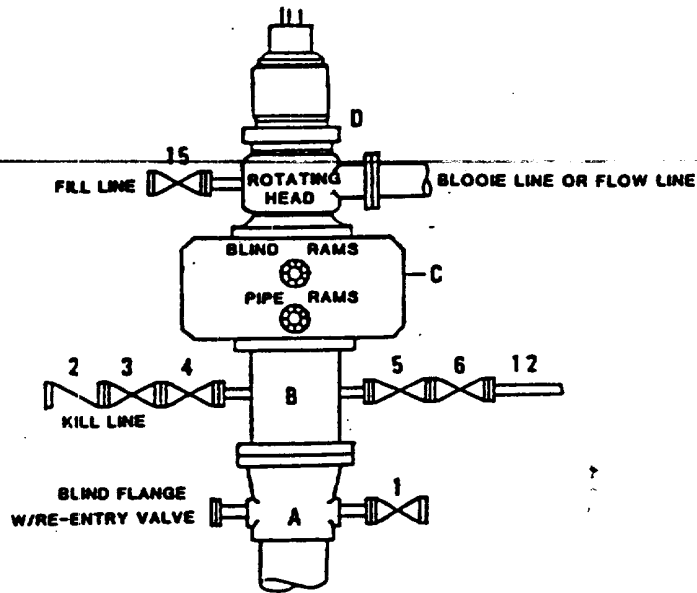 D
15
FILL LINE
ROTATING
HEAD
BLOOIE LINE OR FLOW LINE
BLIND RAMS
C
PIPE RAMS
2
3
4
5
6
12
B
KILL LINE
1
BLIND FLANGE
W/RE-ENTRY VALVE
A